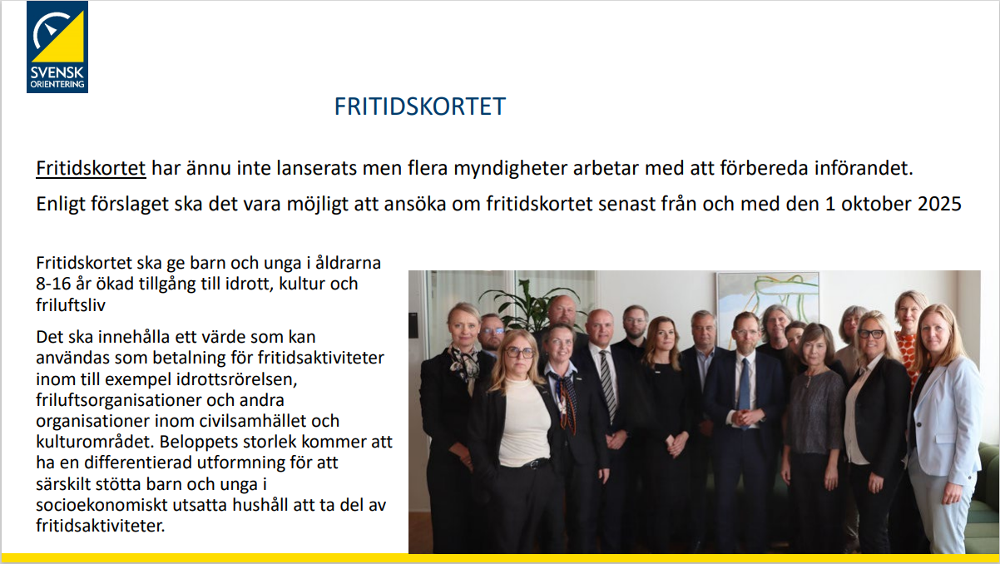 SVENSK
ORIENTERING
FRITIDSKORTET
Fritidskortet har ännu inte lanserats men flera myndigheter arbetar med att förbereda införandet.
Enligt förslaget ska det vara möjligt att ansöka om fritidskortet senast från och med den 1 oktober 2025
Fritidskortet ska ge barn och unga i åldrarna
8-16 år ökad tillgång till idrott, kultur och
friluftsliv
Det ska innehålla ett värde som kan
användas som betalning för fritidsaktiviteter
inom till exempel idrottsrörelsen,
friluftsorganisationer och andra
organisationer inom civilsamhället och
kulturområdet. Beloppets storlek kommer att
ha en differentierad utformning för att
särskilt stötta barn och unga i
socioekonomiskt utsatta hushåll att ta del av
fritidsaktiviteter.